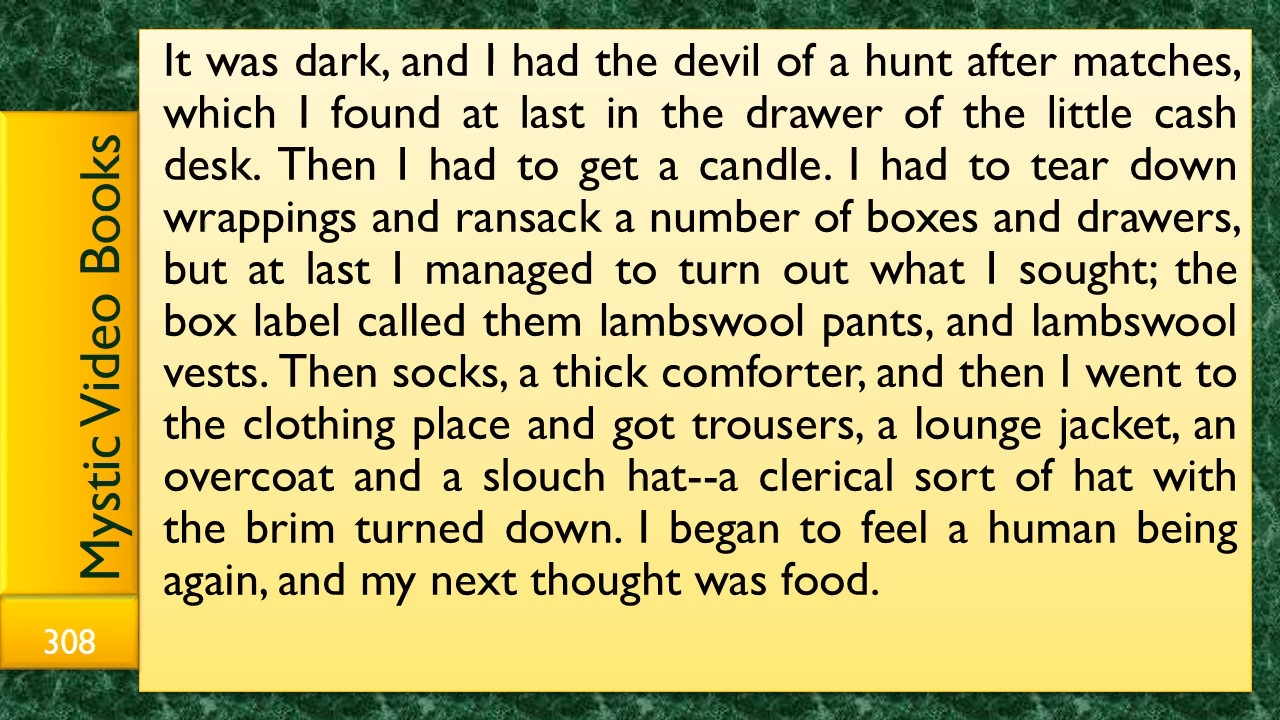 It was dark, and I had the devil of a hunt after matches,
which I found at last in the drawer of the little cash
desk. Then I had to get a candle. I had to tear down
wrappings and ransack a number of boxes and drawers,
but at last I managed to turn out what I sought; the
box label called them lambswool pants, and lambswool
vests. Then socks, a thick comforter, and then I went to
the clothing place and got trousers, a lounge jacket, an
overcoat and a slouch hat--a clerical sort of hat with
the brim turned down. I began to feel a human being
again, and my next thought was food.
Mystic Video Books
308